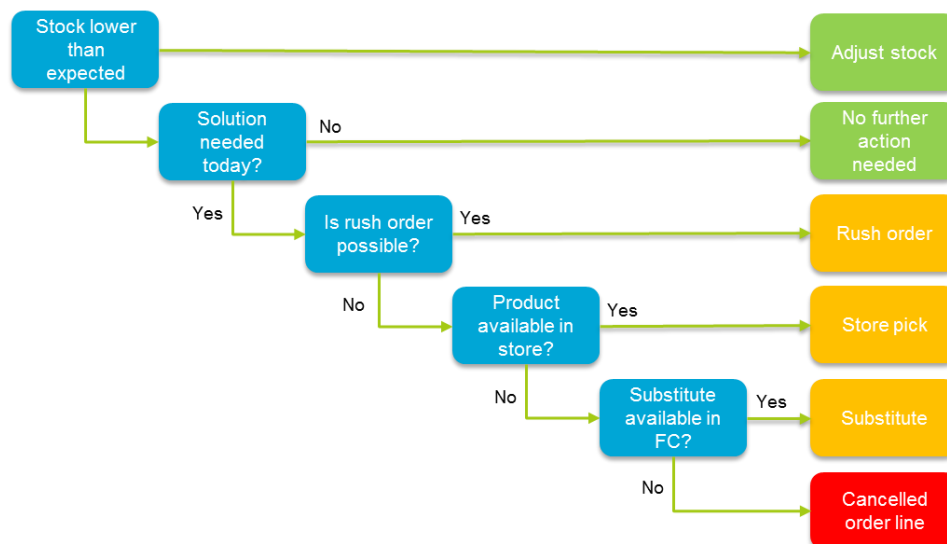 Stock lower
than
expected
Adjust stock
Solution
needed
today?
No
No further
action
needed
Yes
Is rush order
possible?
Yes
Rush order
No
Product
available in
store?
Yes
Store pick
No
Substitute
available in
FC?
Yes
Substitute
No
Cancelled
order line